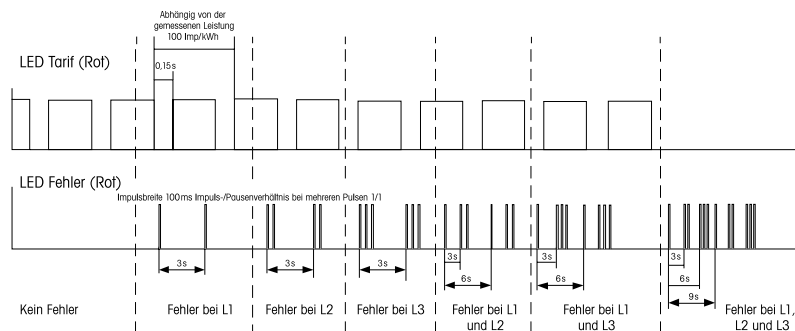 Abhängig von der
gemessenen Leistung
100 Imp/kWh
LED Tarif (Rot)
0,15s
LED Fehler (Rot)
Impulsbreite 100ms Impuls-/Pausenverhältnis bei mehreren Pulsen 1/1
3s
3s
3s
3s
6s
3s
6s
3s
6s
9s
Kein Fehler
Fehler bei L1
Fehler bei L2
Fehler bei L3
Fehler bei L1
und L2
Fehler bei L1
und L3
Fehler bei L1,
L2 und L3